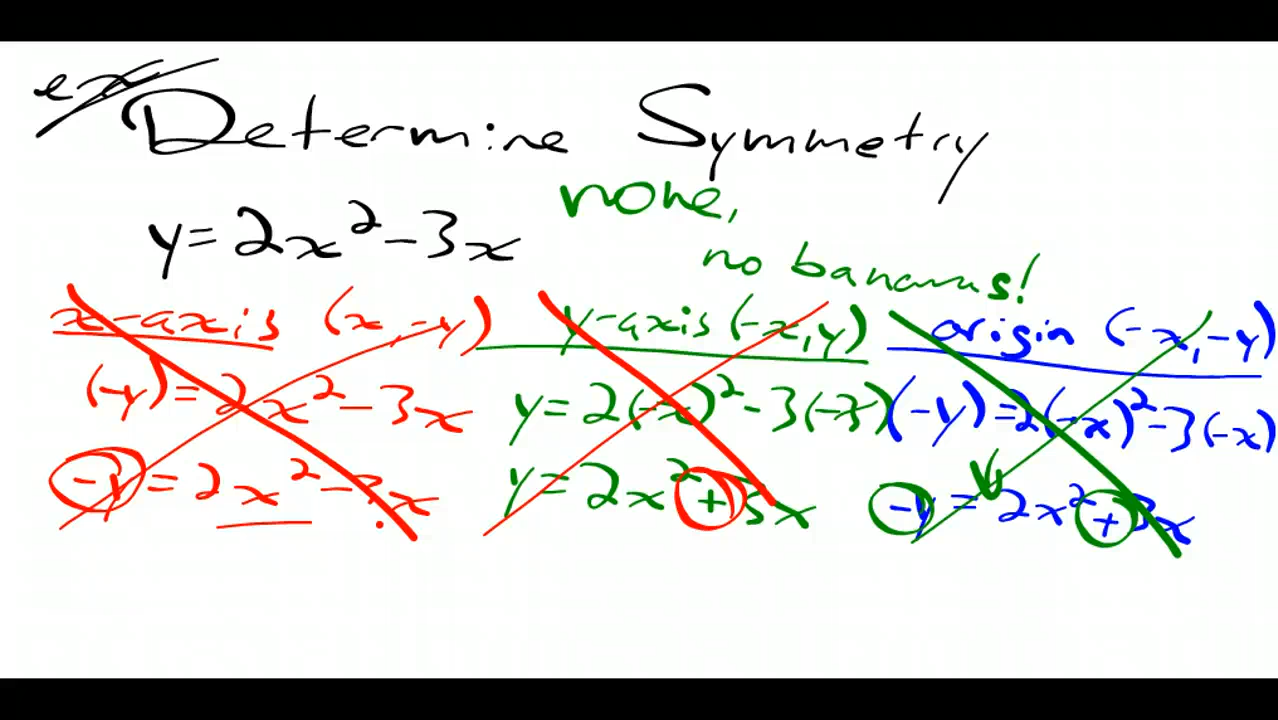 ex Determine Symmetry
y=2x²-3x
none,
no bananas!
x-axis (x,-y)
(-y)=2x²-3x
-y=2x²-3x
y-axis (-x,y)
y=2(-x)²-3(-x)
y=2x²+3x
origin (-x,-y)
(-y)=2(-x)²-3(-x)
-y=2x²+3x